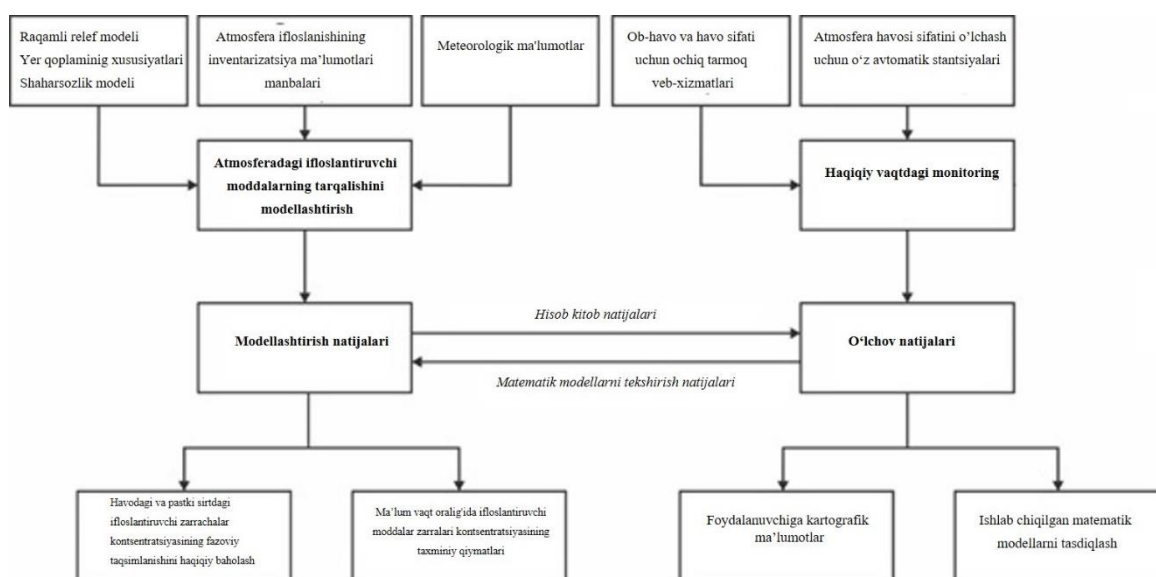 Raqamli relef modeli
Yer qoplamining xususiyatlari
Shaharsozlik modeli
Atmosfera ifloslanishining
inventarizatsiya ma’lumotlari
manbalari
Meteorologik ma'lumotlar
Ob-havo va havo sifati
uchun ochiq tarmoq
veb-xizmatlari
Atmosfera havosi sifatini o’lchash
uchun o‘z avtomatik stantsiyalari
Atmosferadagi ifloslantiruvchi
moddalarning tarqalishini
modellashtirish
Haqiqiy vaqtdagi monitoring
Modellashtirish natijalari
Hisob kitob natijalari
Matematik modellarni tekshirish natijalari
O‘lchov natijalari
Havodagi va pastki sirtdagi
ifloslantiruvchi zarrachalar
kontsentratsiyasining fazoviy
taqsimlanishini haqiqiy baholash
Ma’lum vaqt oralig'ida ifloslantiruvchi
moddalar zarralari kontsentratsiyasining
taxminiy qiymatlari
Foydalanuvchiga kartografik
ma’lumotlar
Ishlab chiqilgan matematik
modellarni tasdiqlash